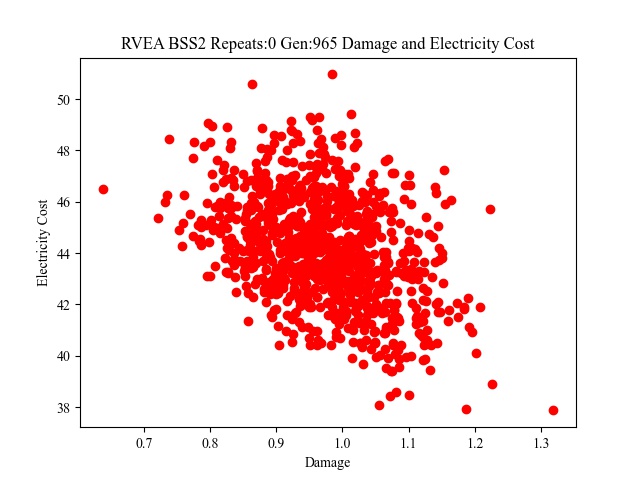 RVEA BSS2 Repeats:0 Gen:965 Damage and Electricity Cost
50
48
46
44
42
40
38
Electricity Cost
0.7 0.8 0.9 1.0 1.1 1.2 1.3
Damage